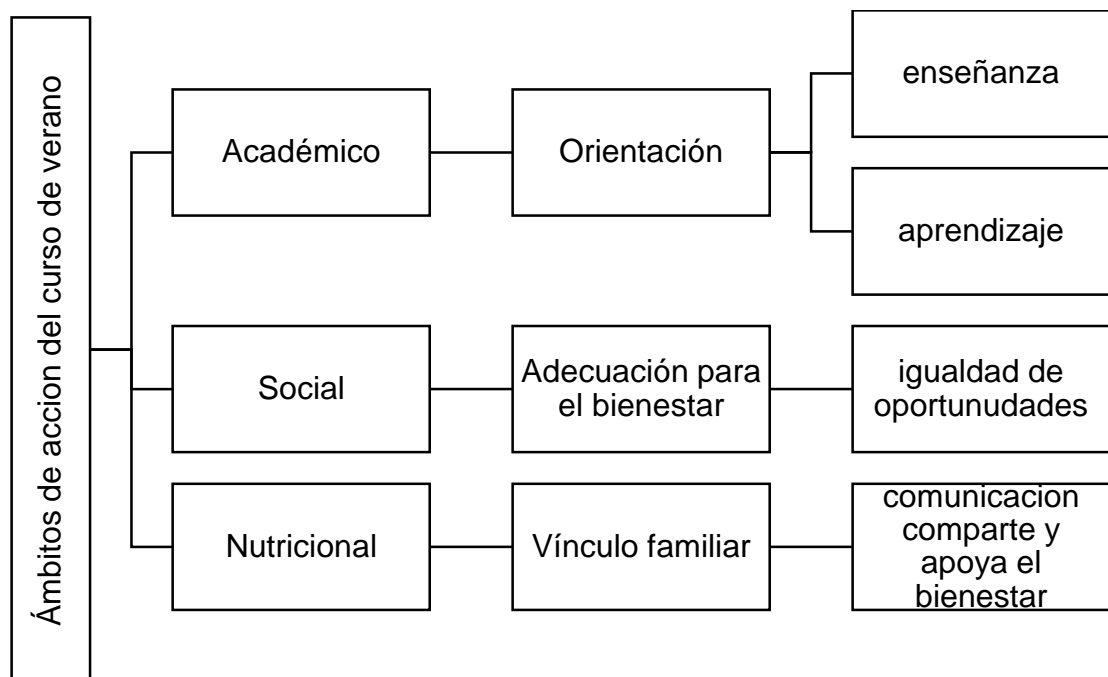 Ámbitos de accion del curso de verano
Académico
Orientación
enseñanza
aprendizaje
Social
Adecuación para
el bienestar
igualdad de
oportunudades
Nutricional
Vínculo familiar
comunicacion
comparte y
apoya el
bienestar